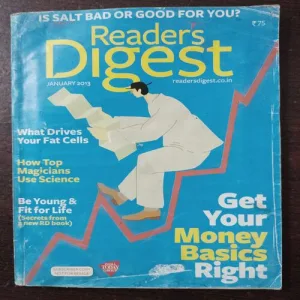 IS SALT BAD OR GOOD FOR YOU?
₹75
Reader's
Digest
JANUARY 2013
readersdigest.co.in
What Drives
Your Fat Cells
How Top
Magicians
Use Science
Be Young &
Fit for Life
(Secrets from
a new RD book)
Get
Your
Money
Basics
Right